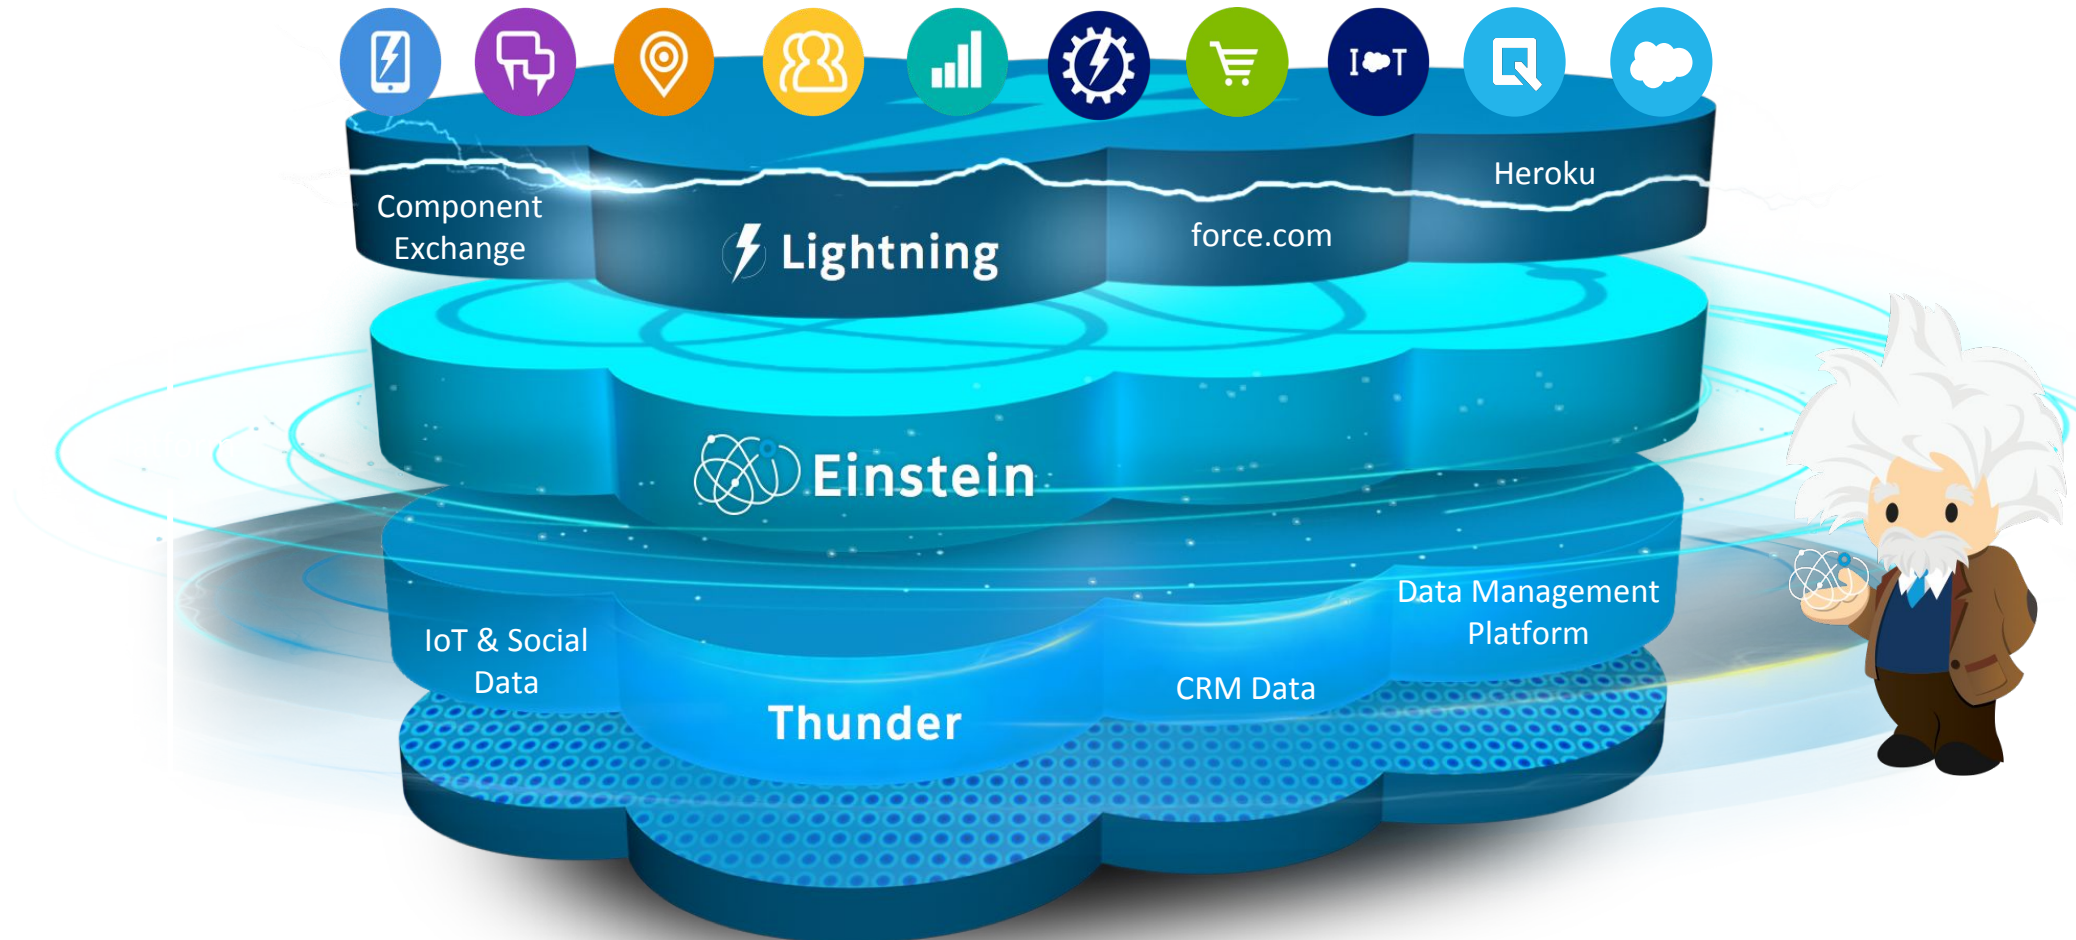 I T
Component
Exchange
Lightning
force.com
Heroku
Einstein
IoT & Social
Data
Thunder
CRM Data
Data Management
Platform